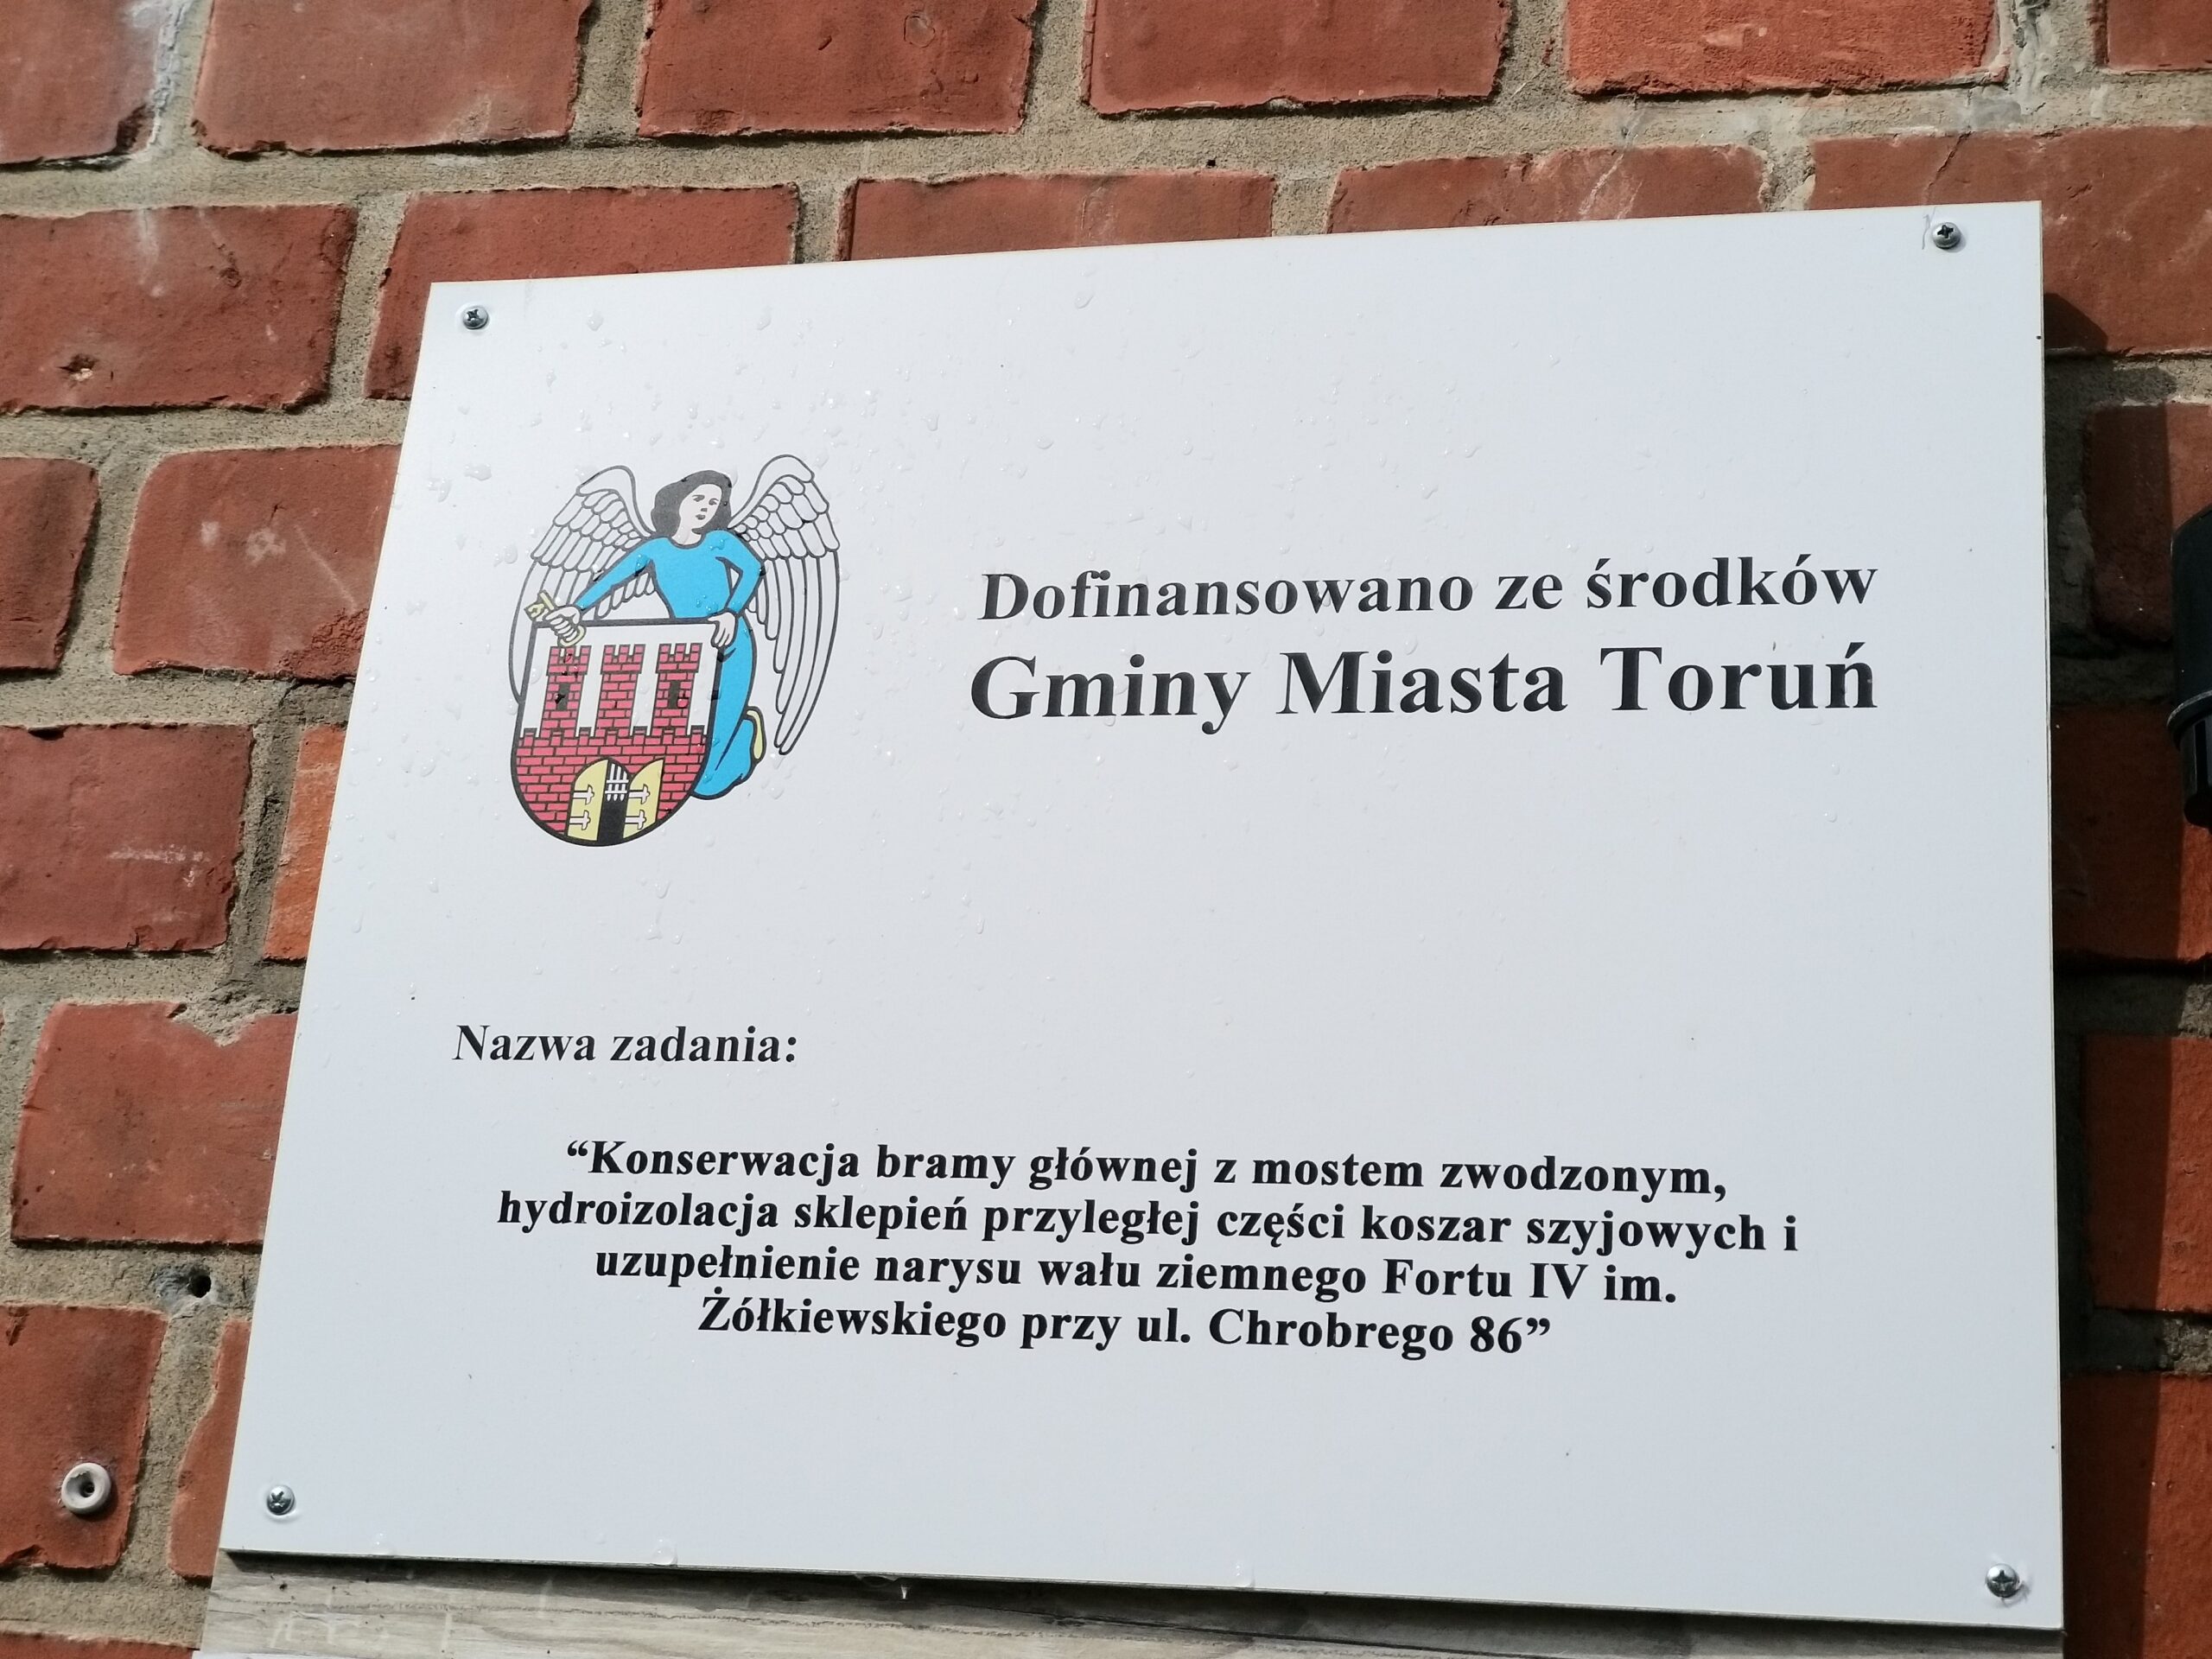 Dofinansowano ze środków
Gminy Miasta Toruń
Nazwa zadania:
“Konserwacja bramy głównej z mostem zwodzonym,
hydroizolacja sklepień przyległej części koszar szyjowych i
uzupełnienie narysu wału ziemnego Fortu IV im.
Żółkiewskiego przy ul. Chrobrego 86”